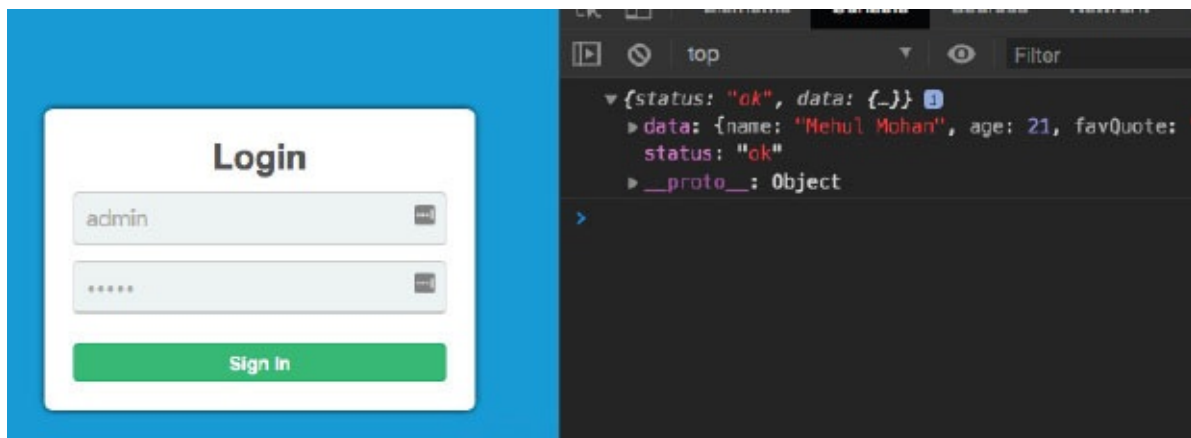 Login
admin
•••••
Sign In
top
Filter
▼{status: "ok", data: {…}} i
▶data: {name: "Mehul Mohan", age: 21, favQuote:
status: "ok"
▶__proto__: Object
>